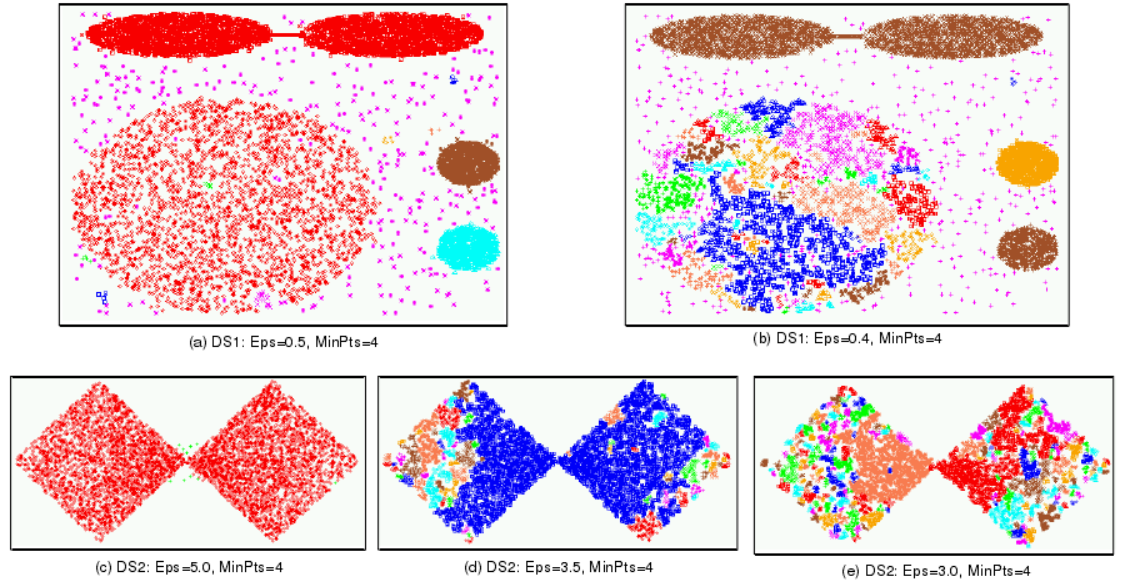 (a) DS1: Eps=0.5, MinPts=4
(b) DS1: Eps=0.4, MinPts=4
(c) DS2: Eps=5.0, MinPts=4
(d) DS2: Eps=3.5, MinPts=4
(e) DS2: Eps=3.0, MinPts=4